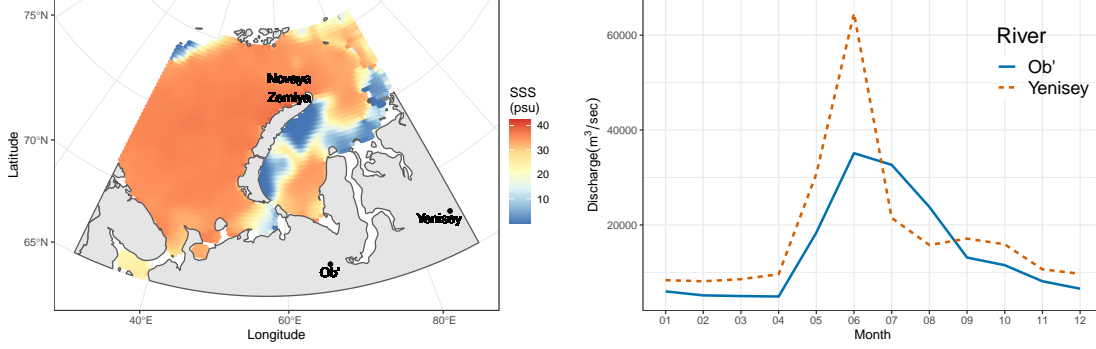 75°N
70°N
65°N
Latitude
Novaya
Zemlya
Yenisey
Ob'
40°E
60°E
80°E
Longitude
SSS
(psu)
40
30
20
10
60000
40000
20000
Discharge(m³/sec)
River
Ob'
Yenisey
01 02 03 04 05 06 07 08 09 10 11 12
Month